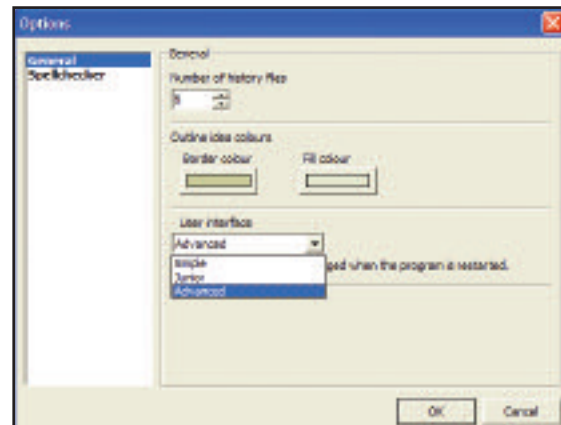 Options
General
Spellchecker
General
Number of history files
Outline idea colours
Border colour Fill colour
User interface
Advanced
Simple
Junior
Advanced
ged when the program is restarted.
OK Cancel